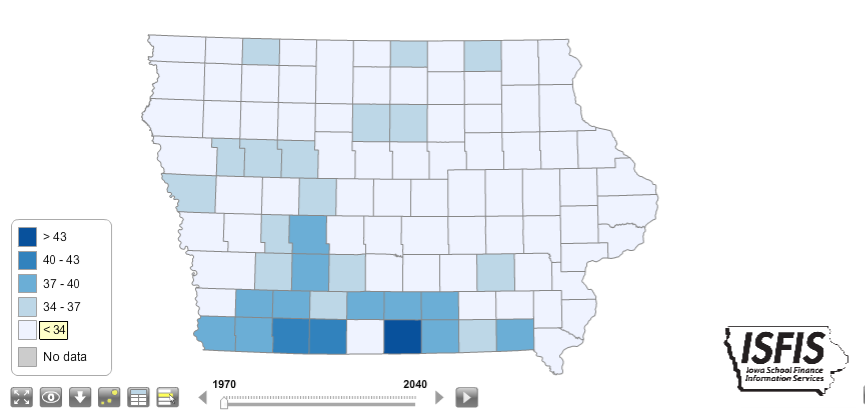 > 43
40 - 43
37 - 40
34 - 37
< 34
No data
1970 2040
ISFIS
Iowa School Finance
Information Services